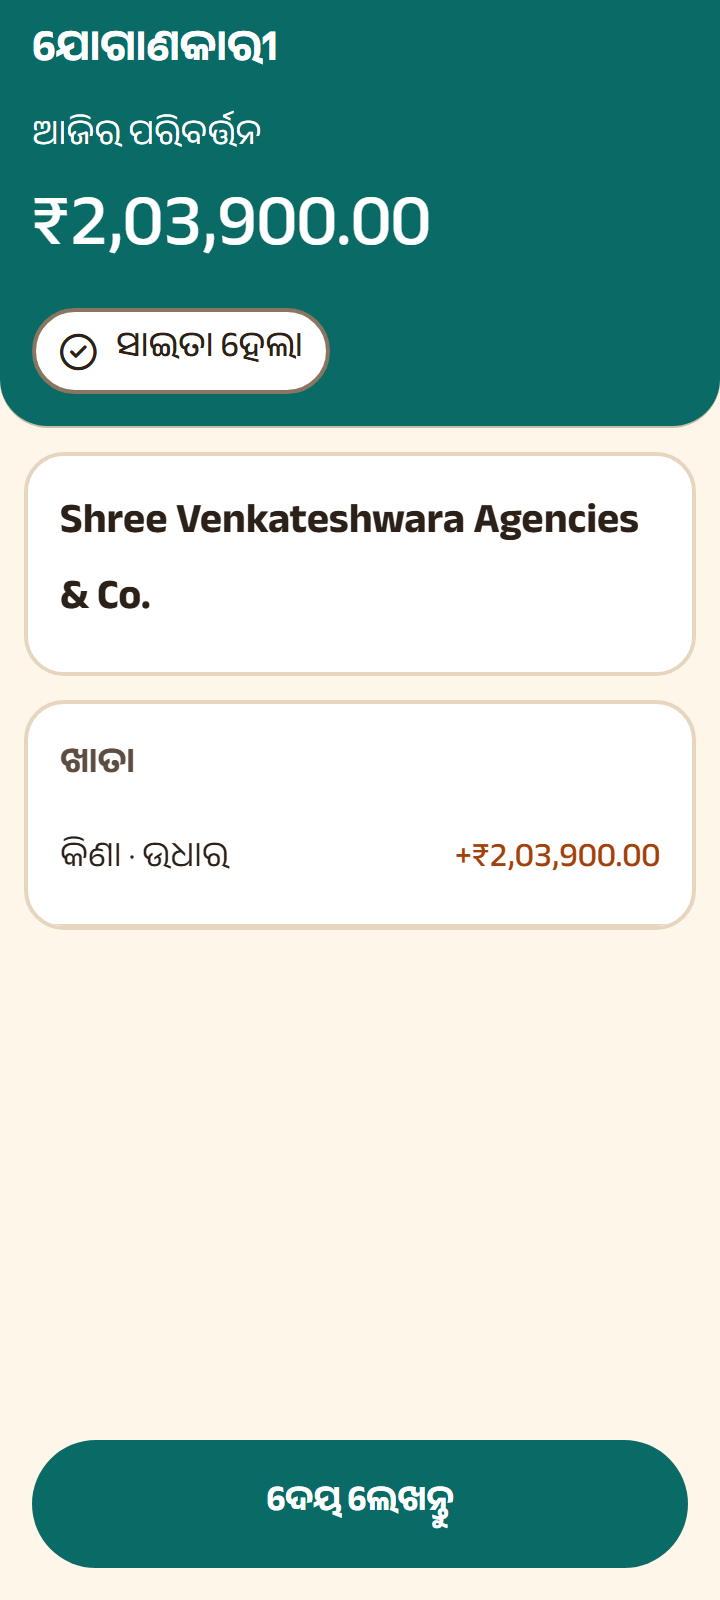 ଯୋଗାଣକାରୀ
ଆଜିର ପରିବର୍ତ୍ତନ
₹2,03,900.00
ସାଇତା ହେଲା
Shree Venkateshwara Agencies
& Co.
ଖାତା
କିଣା · ଉଧାର
+₹2,03,900.00
ଦେୟ ଲେଖନ୍ତୁ